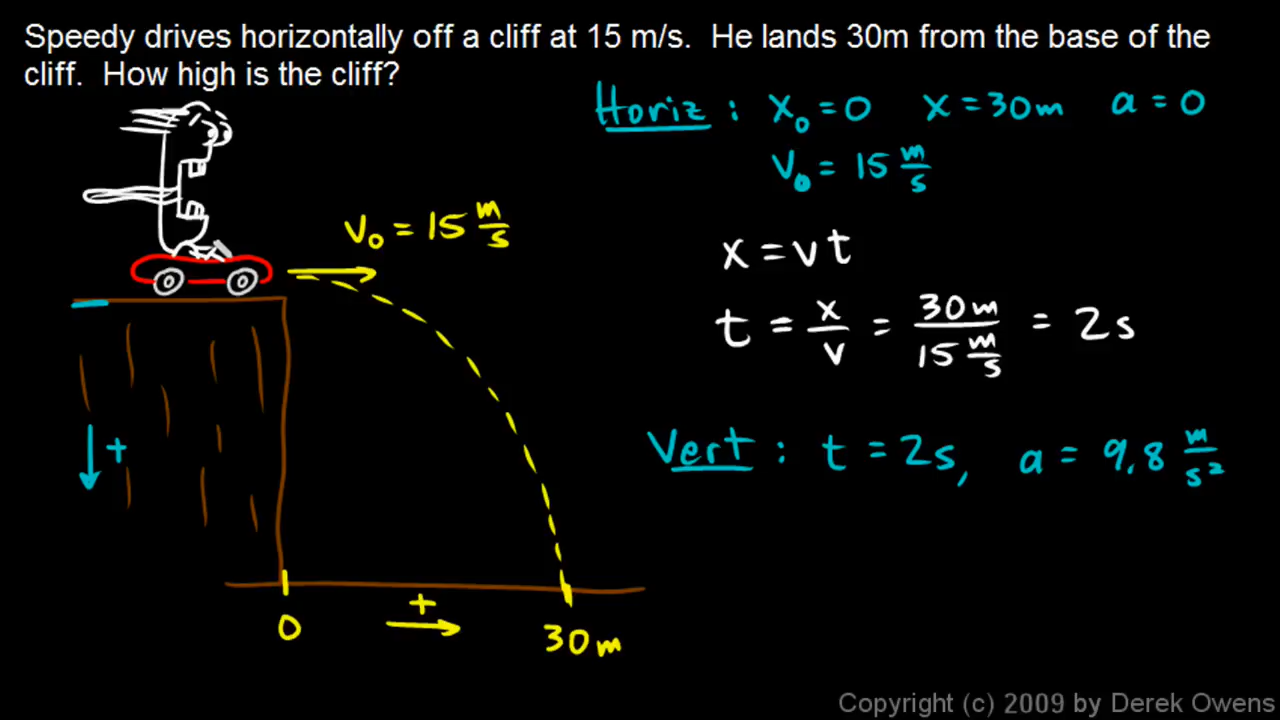 Speedy drives horizontally off a cliff at 15 m/s. He lands 30m from the base of the
cliff. How high is the cliff?
Horiz : x₀ = 0 x = 30m a = 0
v₀ = 15 m/s
v₀ = 15 m/s
x = vt
t = x/v = 30m / 15 m/s = 2s
Vert : t = 2s, a = 9.8 m/s²
+
0
+
30m
Copyright (c) 2009 by Derek Owens